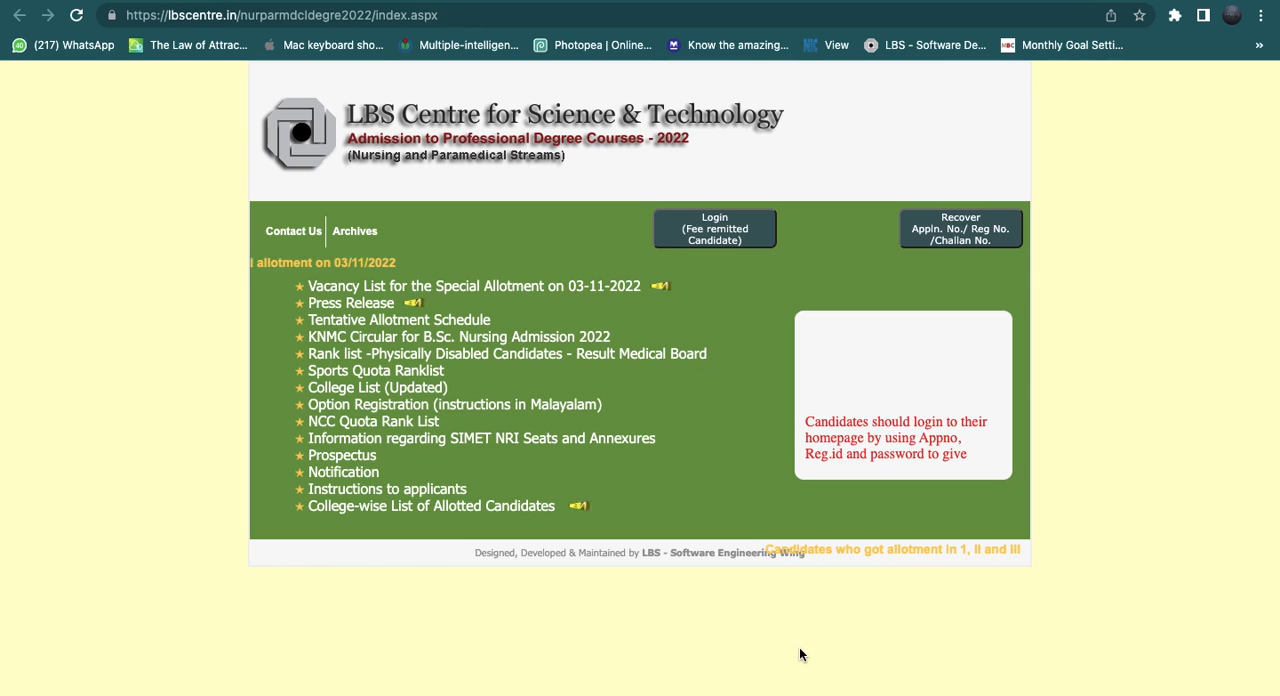 https://lbscentre.in/nurparmdcldegre2022/index.aspx
(217) WhatsApp The Law of Attrac... Mac keyboard sho... Multiple-intelligen... Photopea | Online... Know the amazing... View LBS - Software De... Monthly Goal Setti... »
LBS Centre for Science & Technology
Admission to Professional Degree Courses - 2022
(Nursing and Paramedical Streams)
Contact Us Archives
Login
(Fee remitted
Candidate)
Recover
Appln. No./ Reg No.
/Challan No.
l allotment on 03/11/2022
Vacancy List for the Special Allotment on 03-11-2022
Press Release
Tentative Allotment Schedule
KNMC Circular for B.Sc. Nursing Admission 2022
Rank list -Physically Disabled Candidates - Result Medical Board
Sports Quota Ranklist
College List (Updated)
Option Registration (instructions in Malayalam)
NCC Quota Rank List
Information regarding SIMET NRI Seats and Annexures
Prospectus
Notification
Instructions to applicants
College-wise List of Allotted Candidates
Candidates should login to their
homepage by using Appno,
Reg.id and password to give
Designed, Developed & Maintained by LBS - Software Engineering Wing
Candidates who got allotment in 1, II and III